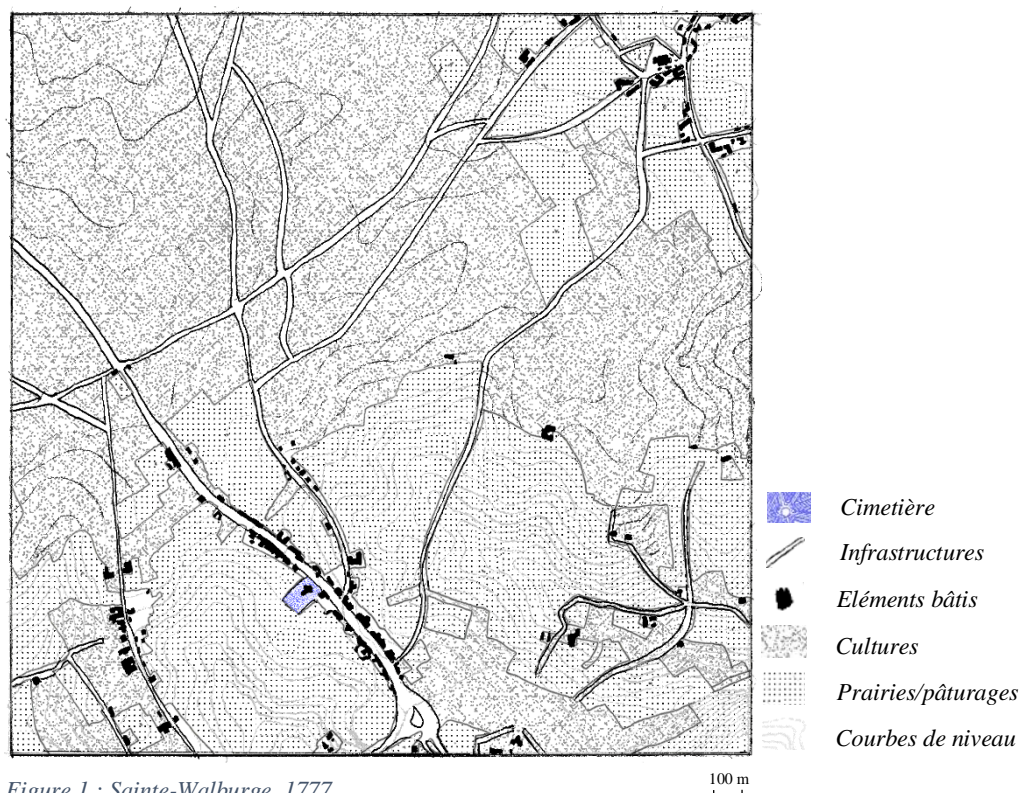 Cimetière
Infrastructures
Eléments bâtis
Cultures
Prairies/pâturages
Courbes de niveau
100 m
Figure 1 : Sainte-Walburge, 1777